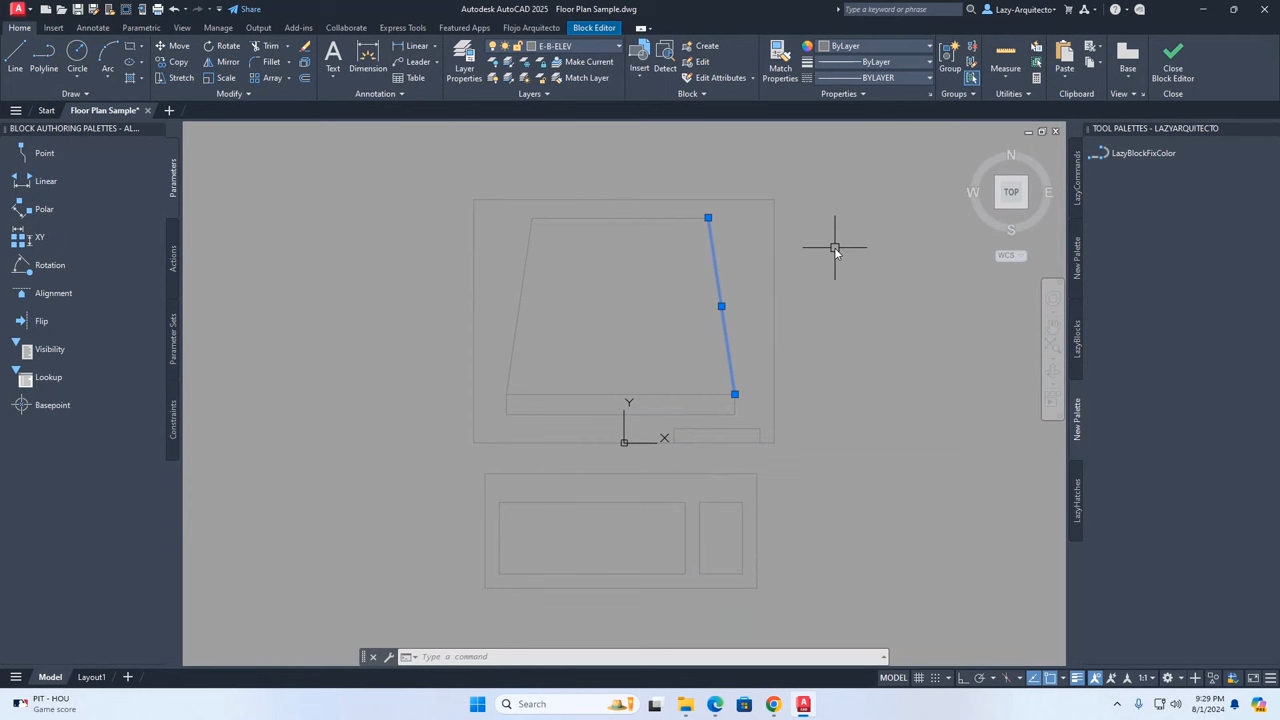 Share
Autodesk AutoCAD 2025 Floor Plan Sample.dwg
Type a keyword or phrase
Lazy-Arquitecto
Home Insert Annotate Parametric View Manage Output Add-ins Collaborate Express Tools Featured Apps Flojo Arquitecto Block Editor
Line Polyline Circle Arc
Move Rotate Trim
Copy Mirror Fillet
Stretch Scale Array
Text Dimension
Linear
Leader
Table
Layer Properties
E-B-ELEV
Make Current
Match Layer
Insert Detect
Create
Edit
Edit Attributes
Match Properties
ByLayer
ByLayer
BYLAYER
Group
Measure
Paste
Base
Close Block Editor
Draw Modify Annotation Layers Block Properties Groups Utilities Clipboard View Close
Start Floor Plan Sample*
BLOCK AUTHORING PALETTES - AL...
Point
Linear
Polar
XY
Rotation
Alignment
Flip
Visibility
Lookup
Basepoint
Parameters
Actions
Parameter Sets
Constraints
N
W TOP E
S
WCS
Y
X
TOOL PALETTES - LAZYARQUITECTO
LazyBlockFixColor
LazyCommands
New Palette
LazyBlocks
New Palette
LazyHatches
Type a command
Model Layout1
MODEL
1:1
PIT - HOU
Game score
Search
9:29 PM
8/1/2024